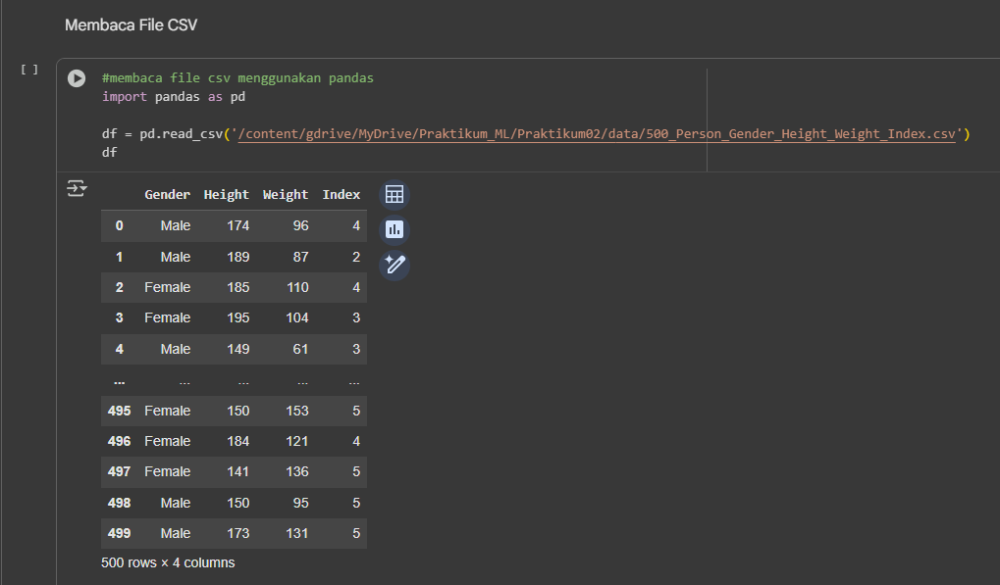 Membaca File CSV
[ ]
#membaca file csv menggunakan pandas
import pandas as pd
df = pd.read_csv('/content/gdrive/MyDrive/Praktikum_ML/Praktikum02/data/500_Person_Gender_Height_Weight_Index.csv')
df
Gender Height Weight Index
0 Male 174 96 4
1 Male 189 87 2
2 Female 185 110 4
3 Female 195 104 3
4 Male 149 61 3
... ... ... ... ...
495 Female 150 153 5
496 Female 184 121 4
497 Female 141 136 5
498 Male 150 95 5
499 Male 173 131 5
500 rows × 4 columns